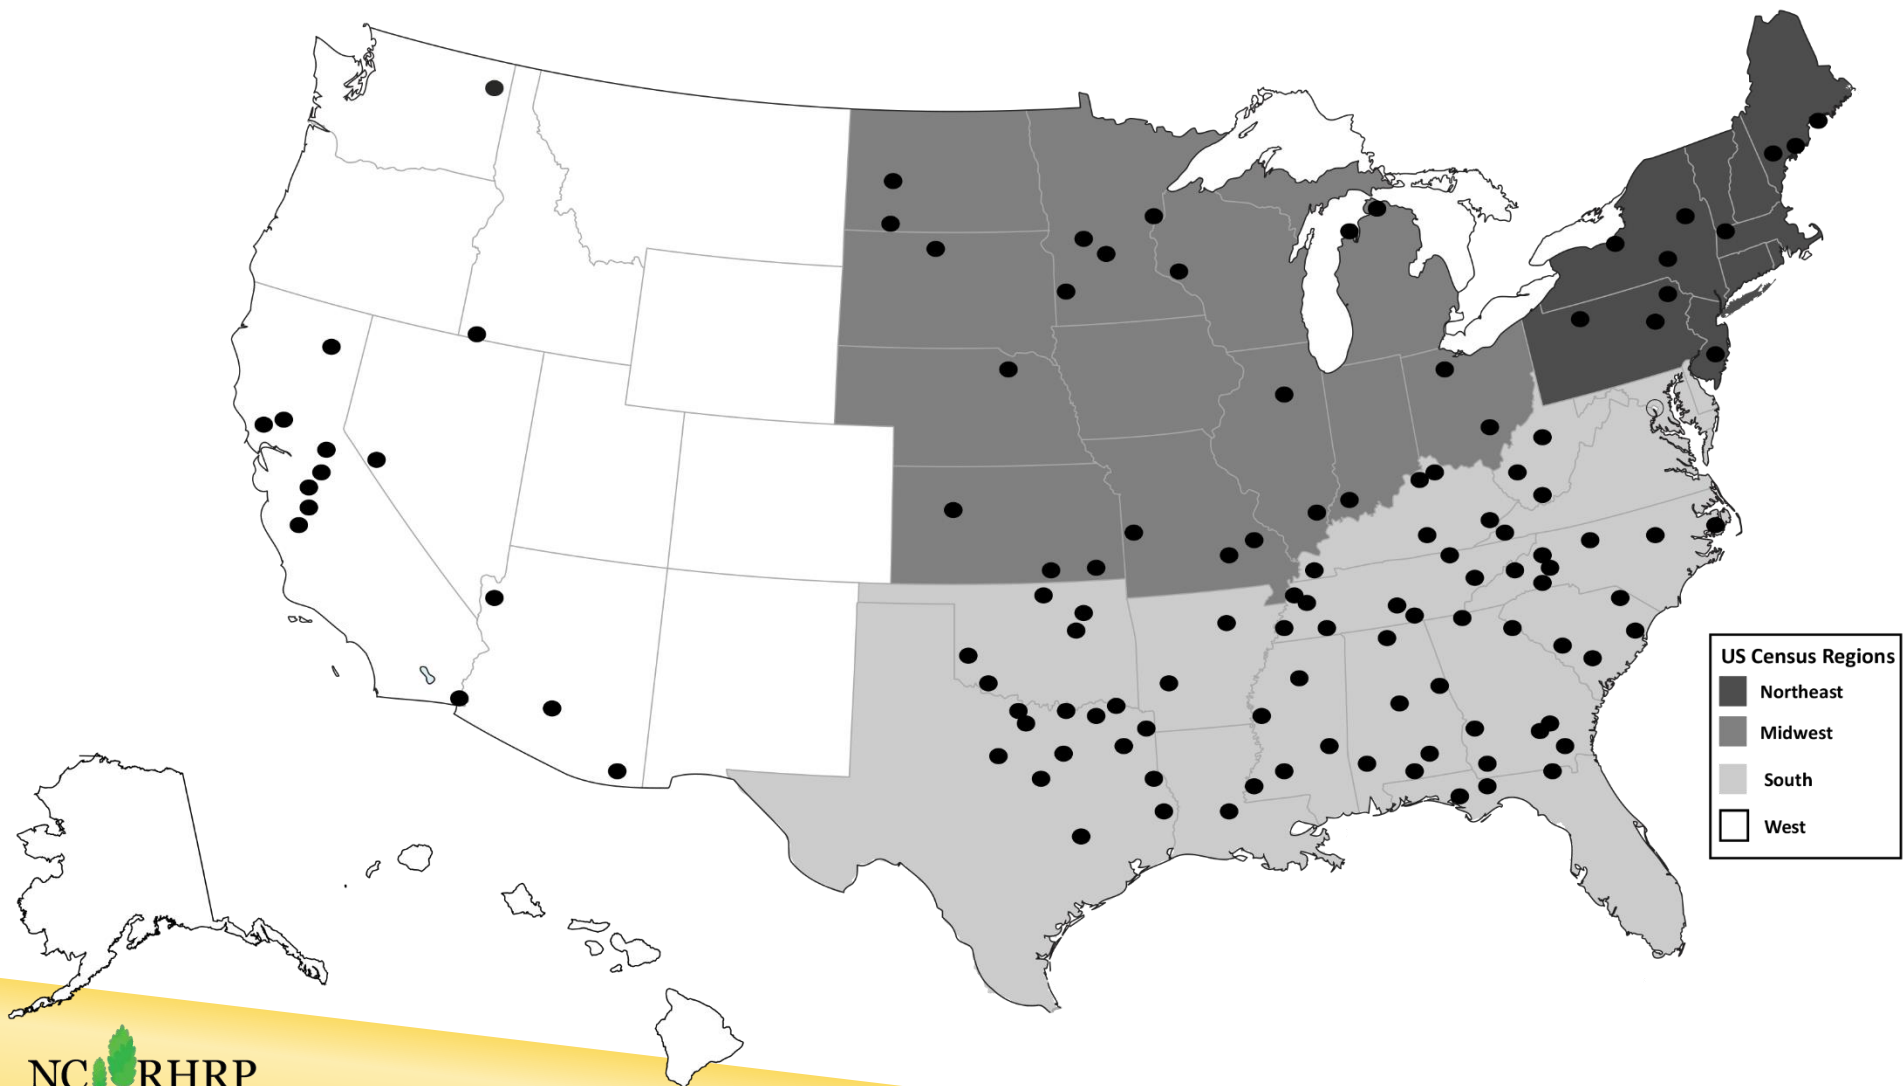 US Census Regions
Northeast
Midwest
South
West
NC RHRP